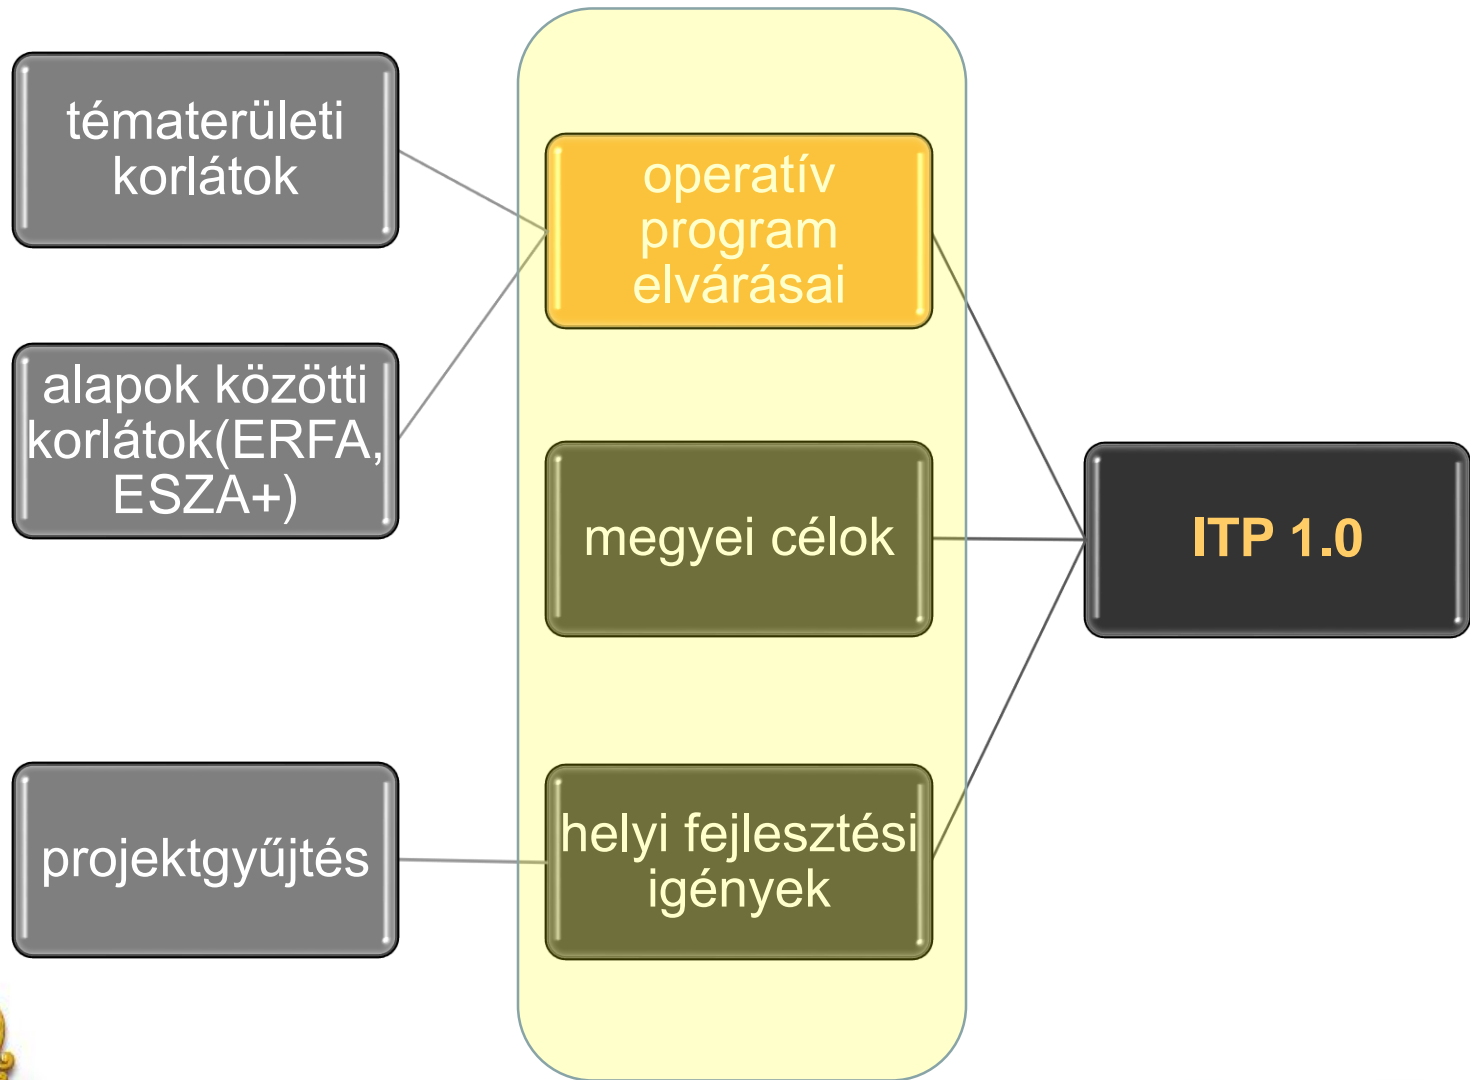 tématerületi
korlátok
alapok közötti
korlátok(ERFA,
ESZA+)
projektgyűjtés
operatív
program
elvárásai
megyei célok
helyi fejlesztési
igények
ITP 1.0